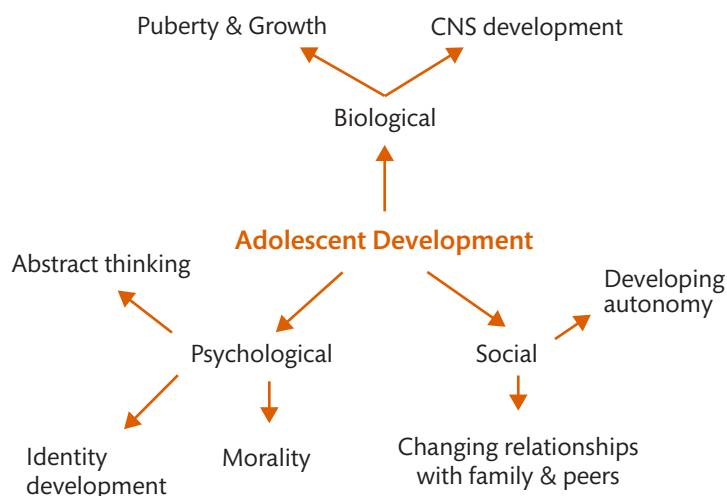 Puberty & Growth
CNS development
Biological
Adolescent Development
Abstract thinking
Developing
autonomy
Psychological
Social
Identity
development
Morality
Changing relationships
with family & peers